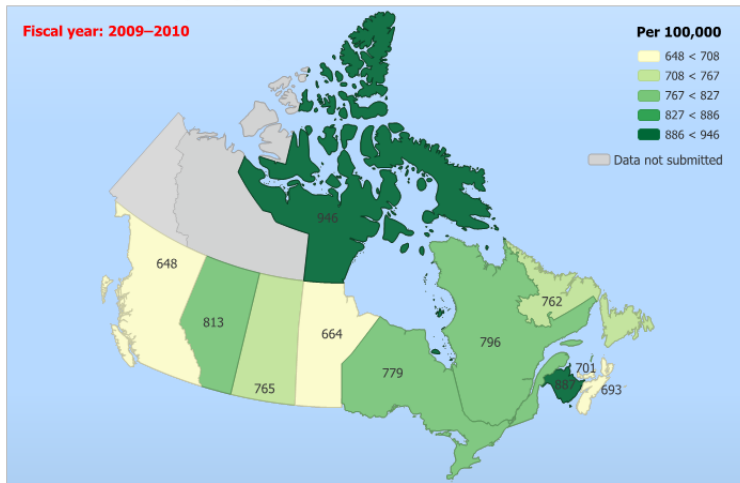 Fiscal year: 2009–2010
Per 100,000
648 < 708
708 < 767
767 < 827
827 < 886
886 < 946
Data not submitted
946
648
813
765
664
779
796
762
701
887
693